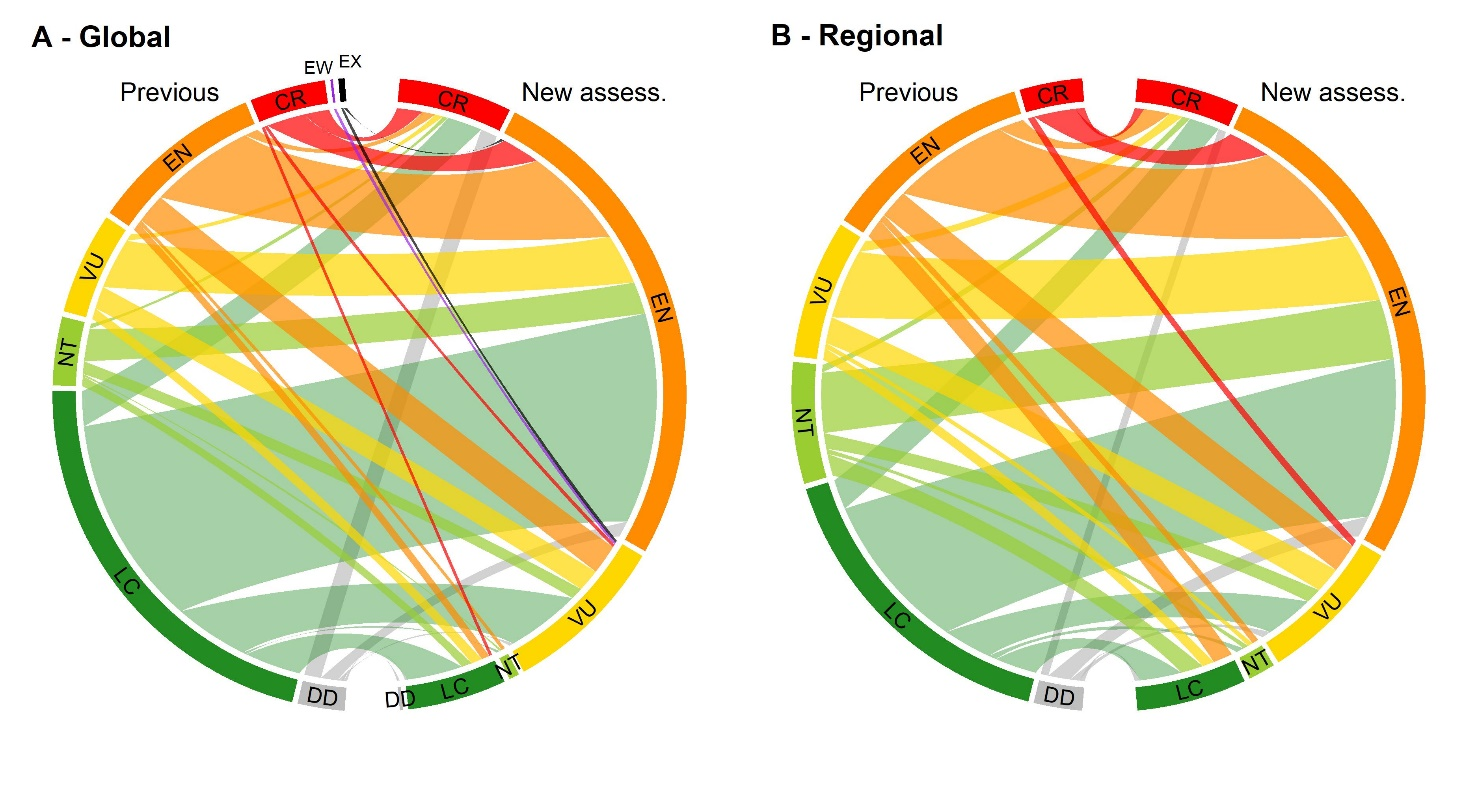 A - Global
EW EX
Previous
CR
CR
New assess.
EN
VU
NT
EN
LC
VU
DD
DD
LC
NT
B - Regional
Previous
CR
CR
New assess.
EN
VU
EN
NT
LC
VU
DD
LC
NT